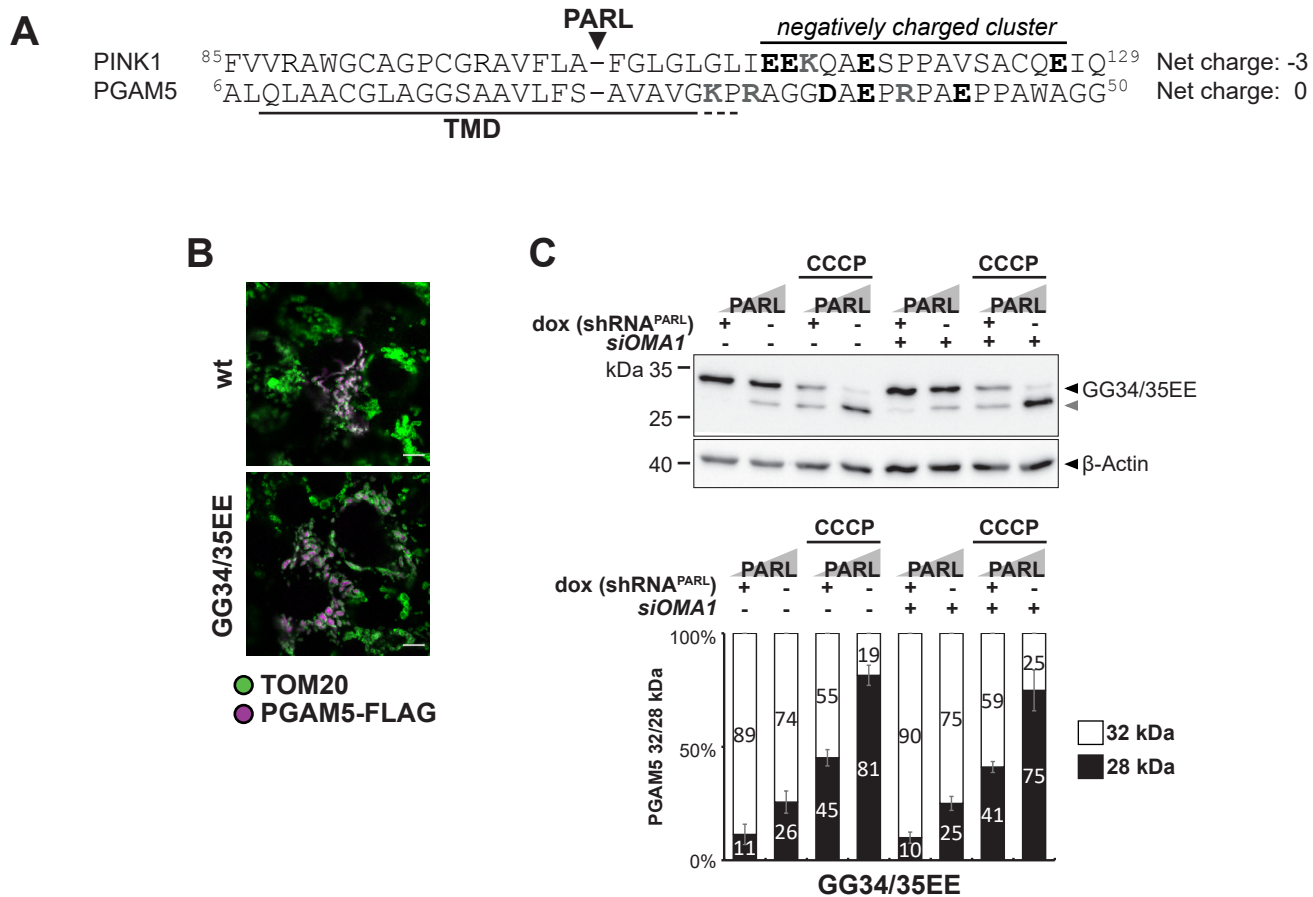 A
PARL
negatively charged cluster
PINK1 85FVVRAWGCAGPCGRAVFLA-FGLGLGLIEEKQAESPPAVSACQEIQ129 Net charge: -3
PGAM5 6ALQLAACGLAGGSAAVLFS-AVAVGKPRAGGDAEPRPAEPPAWAGG50 Net charge: 0
TMD
B
wt
GG34/35EE
TOM20
PGAM5-FLAG
C
CCCP CCCP
PARL PARL PARL PARL
dox (shRNAPARL) + - + - + - + -
siOMA1 - - - - + + + +
kDa 35
25
GG34/35EE
40
β-Actin
CCCP CCCP
PARL PARL PARL PARL
dox (shRNAPARL) + - + - + - + -
siOMA1 - - - - + + + +
PGAM5 32/28 kDa
100%
50%
0%
89 74 55 19 90 75 59 25
11 26 45 81 10 25 41 75
32 kDa
28 kDa
GG34/35EE